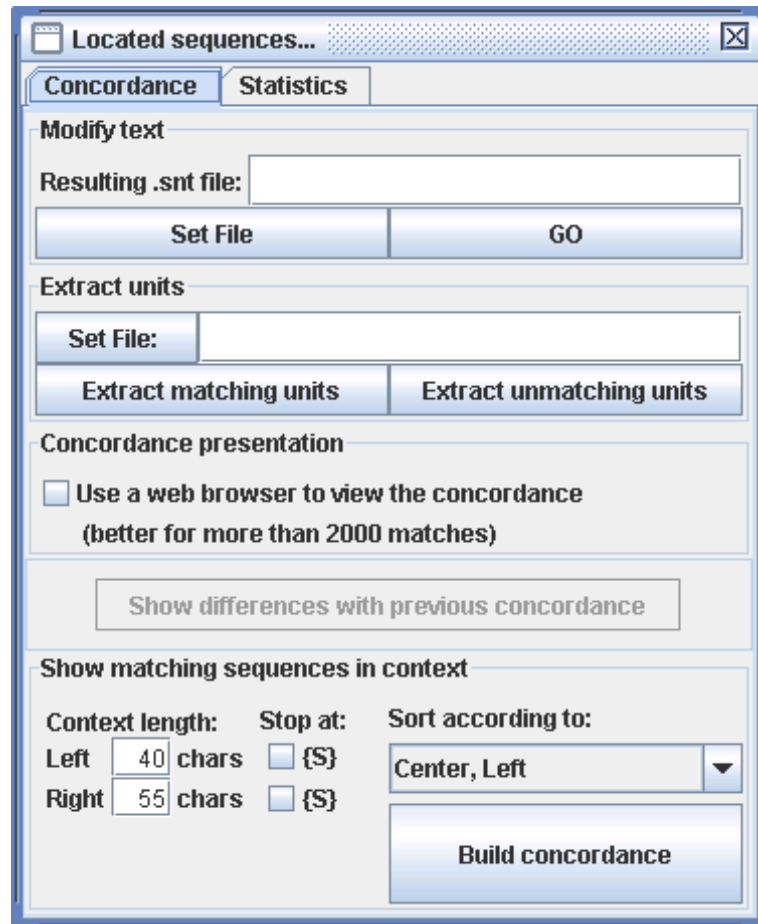 Located sequences...
Concordance Statistics
Modify text
Resulting .snt file:
Set File GO
Extract units
Set File:
Extract matching units Extract unmatching units
Concordance presentation
Use a web browser to view the concordance
(better for more than 2000 matches)
Show differences with previous concordance
Show matching sequences in context
Context length: Stop at: Sort according to:
Left 40 chars {S} Center, Left
Right 55 chars {S}
Build concordance